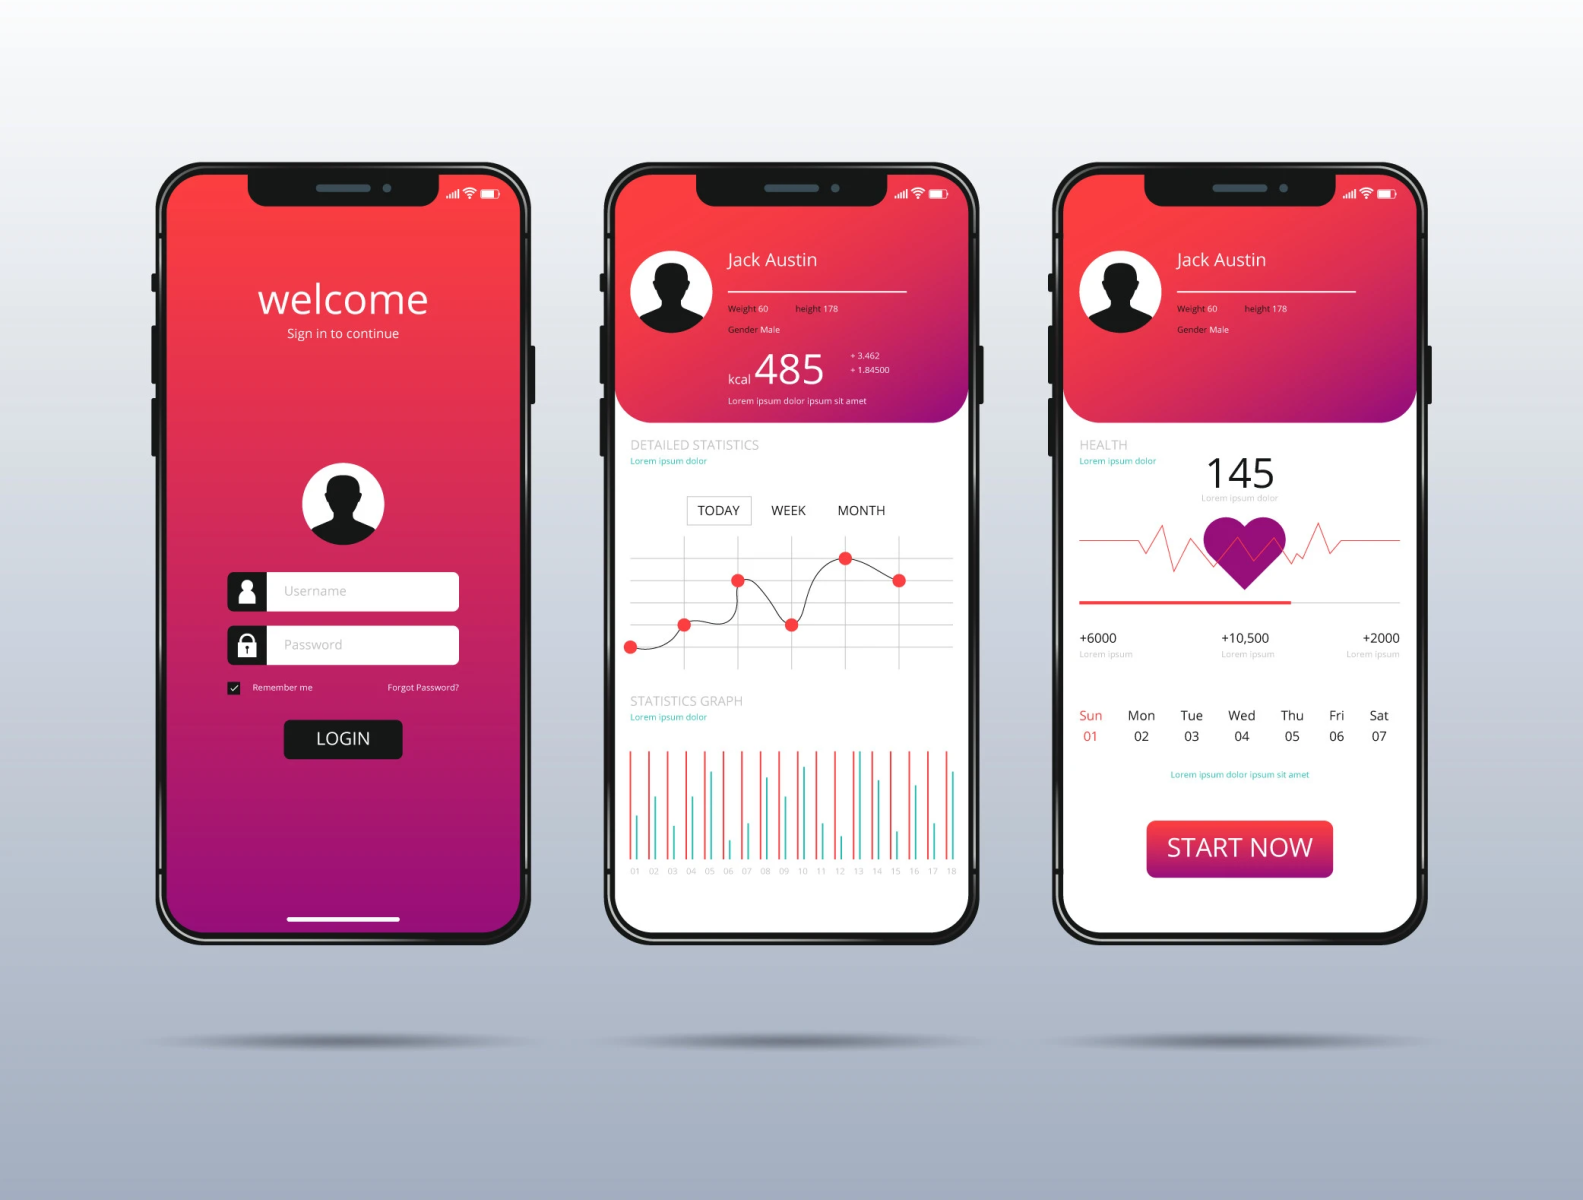 welcome
Sign in to continue
Username
Password
Remember me Forgot Password?
LOGIN
Jack Austin
Weight 60 height 178
Gender Male
kcal 485
+ 3.462
+ 1.84500
Lorem ipsum dolor ipsum sit amet
DETAILED STATISTICS
Lorem ipsum dolor
TODAY WEEK MONTH
STATISTICS GRAPH
Lorem ipsum dolor
01 02 03 04 05 06 07 08 09 10 11 12 13 14 15 16 17 18
Jack Austin
Weight 60 height 178
Gender Male
HEALTH
Lorem ipsum dolor
145
Lorem ipsum dolor
+6000 +10,500 +2000
Lorem ipsum Lorem ipsum Lorem ipsum
Sun Mon Tue Wed Thu Fri Sat
01 02 03 04 05 06 07
Lorem ipsum dolor ipsum sit amet
START NOW